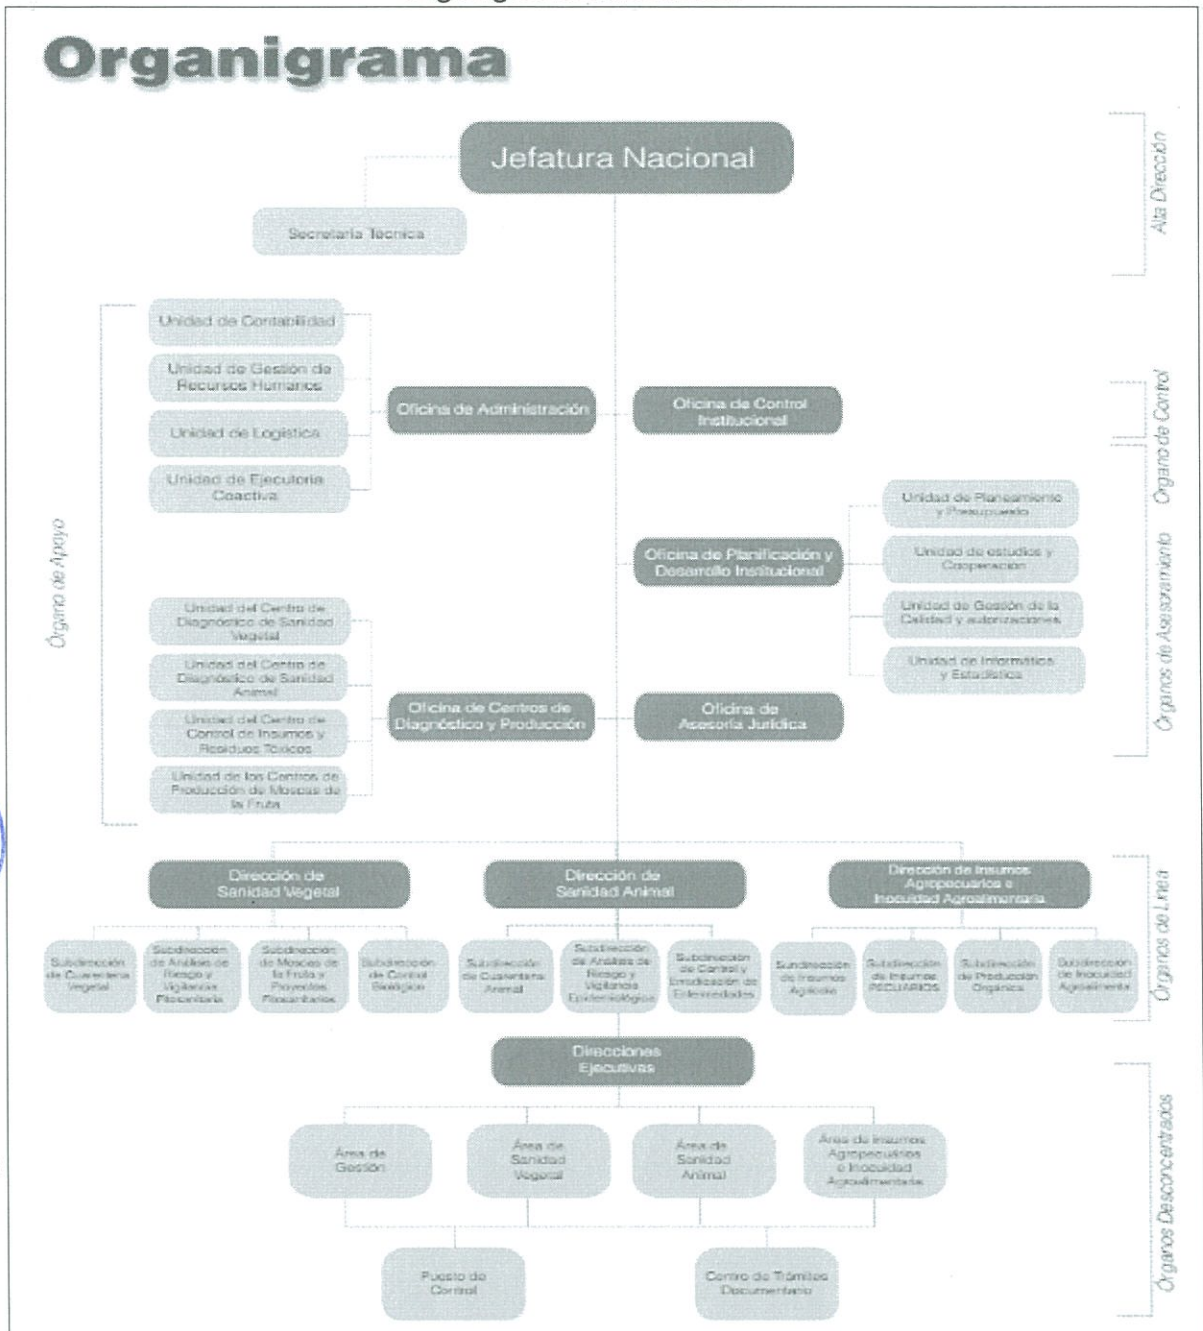 Organigrama
Jefatura Nacional
Secretaría Técnica
Alta Dirección
Unidad de Contabilidad
Unidad de Gestión de
Recursos Humanos
Unidad de Logística
Unidad de Ejecutoria
Coactiva
Oficina de Administración
Oficina de Control
Institucional
Órgano de Control
Unidad de Planeamiento
y Presupuesto
Oficina de Planificación y
Desarrollo Institucional
Unidad de estudios y
Cooperación
Unidad de Gestión de la
Calidad y autorizaciones
Unidad de Informática
y Estadística
Órganos de Asesoramiento
Órgano de Apoyo
Unidad del Centro de
Diagnóstico de Sanidad
Vegetal
Unidad del Centro de
Diagnóstico de Sanidad
Animal
Unidad del Centro de
Control de Insumos y
Residuos Tóxicos
Unidad de los Centros de
Producción de Moscas de
la Fruta
Oficina de Centros de
Diagnóstico y Producción
Oficina de
Asesoría Jurídica
Dirección de
Sanidad Vegetal
Dirección de
Sanidad Animal
Dirección de Insumos
Agropecuarios e
Inocuidad Agroalimentaria
Órganos de Línea
Subdirección
de Cuarentena
Vegetal
Subdirección
de Análisis de
Riesgo y
Vigilancia
Fitosanitaria
Subdirección
de Moscas de
la Fruta y
Proyectos
Fitosanitarios
Subdirección
de Control
Biológico
Subdirección
de Cuarentena
Animal
Subdirección
de Análisis de
Riesgo y
Vigilancia
Epidemiológica
Subdirección
de Control y
Erradicación de
Enfermedades
Sundirección
de Insumos
Agrícola
Subdirección
de Insumos
PECUARIOS
Subdirección
de Producción
Orgánica
Subdirección
de Inocuidad
Agroalimenta
Direcciones
Ejecutivas
Área de
Gestión
Área de
Sanidad
Vegetal
Área de
Sanidad
Animal
Área de insumos
Agropecuarios
e Inocuidad
Agroalimentaria
Puesto de
Control
Centro de Trámites
Documentario
Órganos Desconcentrados